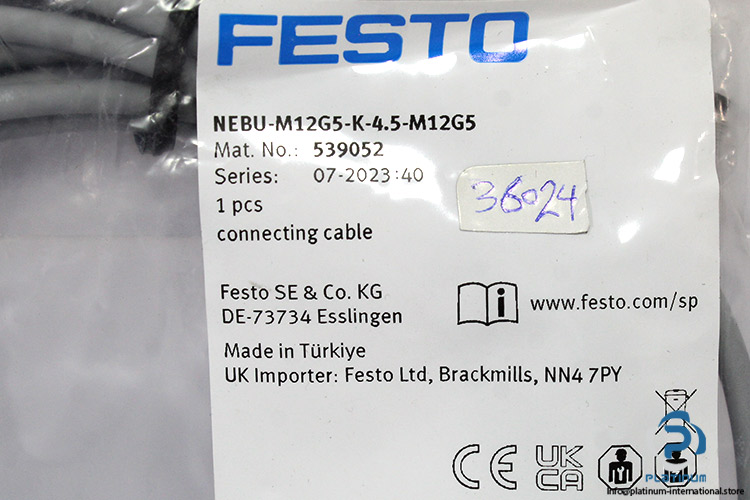 FESTO
NEBU-M12G5-K-4.5-M12G5
Mat. No.: 539052
Series: 07-2023:40
36024
1 pcs
connecting cable
Festo SE & Co. KG
DE-73734 Esslingen
www.festo.com/sp
Made in Türkiye
UK Importer: Festo Ltd, Brackmills, NN4 7PY
CE UK CA
PLATINUM
info@platinum-international.store